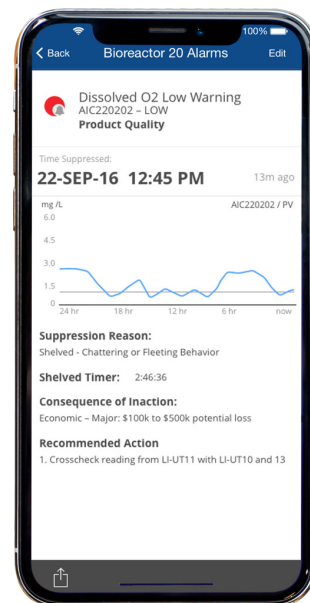 100%
Back
Bioreactor 20 Alarms
Edit
Dissolved O2 Low Warning
AIC220202 – LOW
Product Quality
Time Suppressed:
22-SEP-16 12:45 PM
13m ago
mg /L
AIC220202 / PV
6.0
4.5
3.0
1.5
0
24 hr 18 hr 12 hr 6 hr now
Suppression Reason:
Shelved - Chattering or Fleeting Behavior
Shelved Timer: 2:46:36
Consequence of Inaction:
Economic – Major: $100k to $500k potential loss
Recommended Action
1. Crosscheck reading from LI-UT11 with LI-UT10 and 13